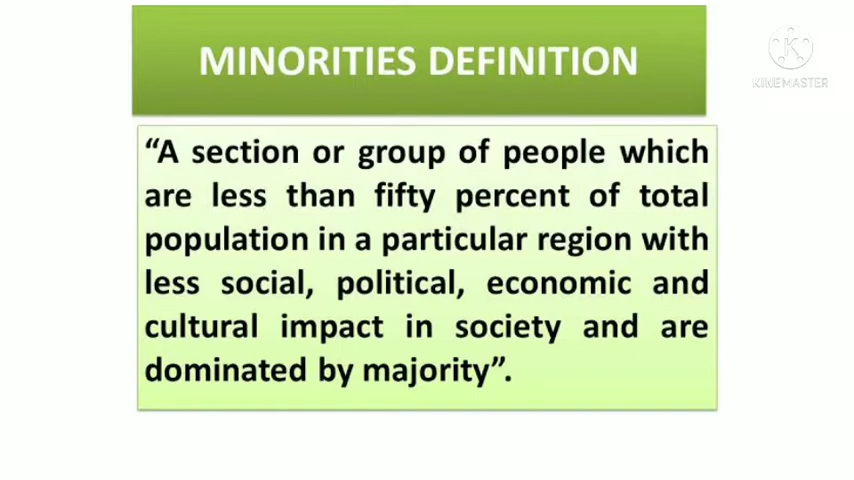 MINORITIES DEFINITION
K
KINEMASTER
“A section or group of people which
are less than fifty percent of total
population in a particular region with
less social, political, economic and
cultural impact in society and are
dominated by majority”.